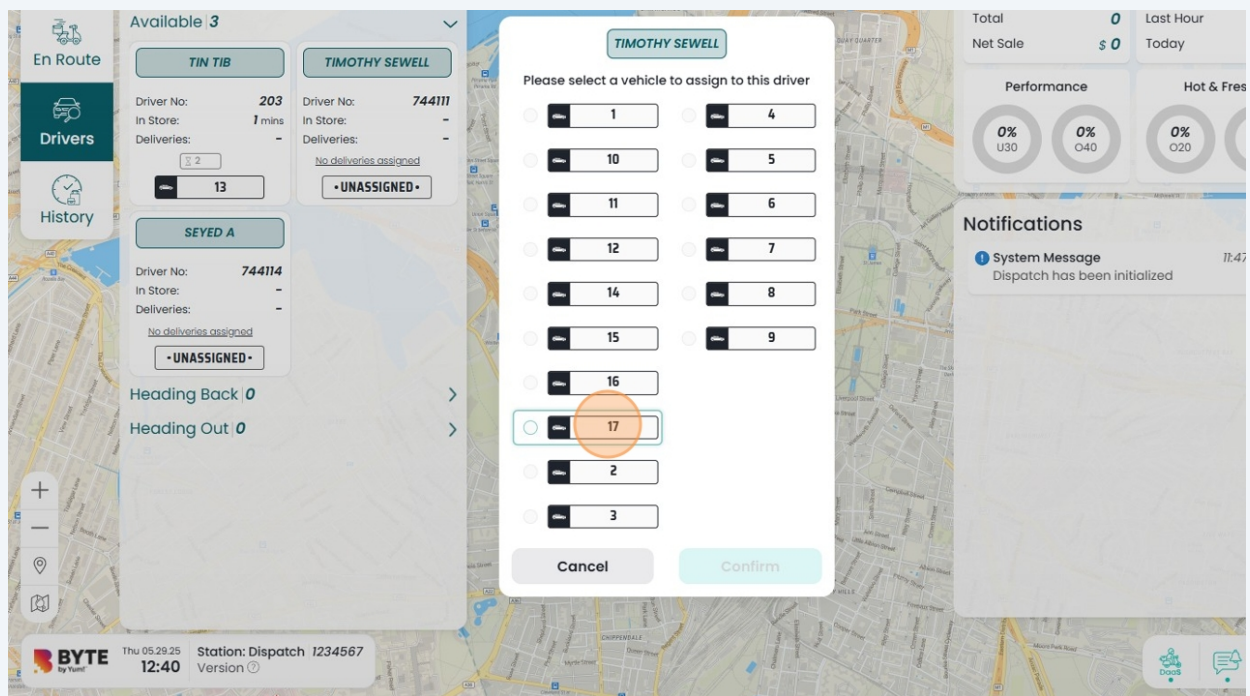 En Route
Drivers
History
Available 3
TIN TIB
Driver No: 203
In Store: 1 mins
Deliveries: -
2
13
TIMOTHY SEWELL
Driver No: 744111
In Store: -
Deliveries: -
No deliveries assigned
•UNASSIGNED•
SEYED A
Driver No: 744114
In Store: -
Deliveries: -
No deliveries assigned
•UNASSIGNED•
Heading Back 0
Heading Out 0
TIMOTHY SEWELL
Please select a vehicle to assign to this driver
1
10
11
12
14
15
16
17
2
3
4
5
6
7
8
9
Cancel
Confirm
Total 0
Net Sale $ 0
Last Hour
Today
Performance
0%
U30
0%
O40
Hot & Fres
0%
O20
Notifications
System Message 11:47
Dispatch has been initialized
BYTE
by Yum!
Thu 05.29.25
12:40
Station: Dispatch 1234567
Version
DaaS
CHIPPENDALE